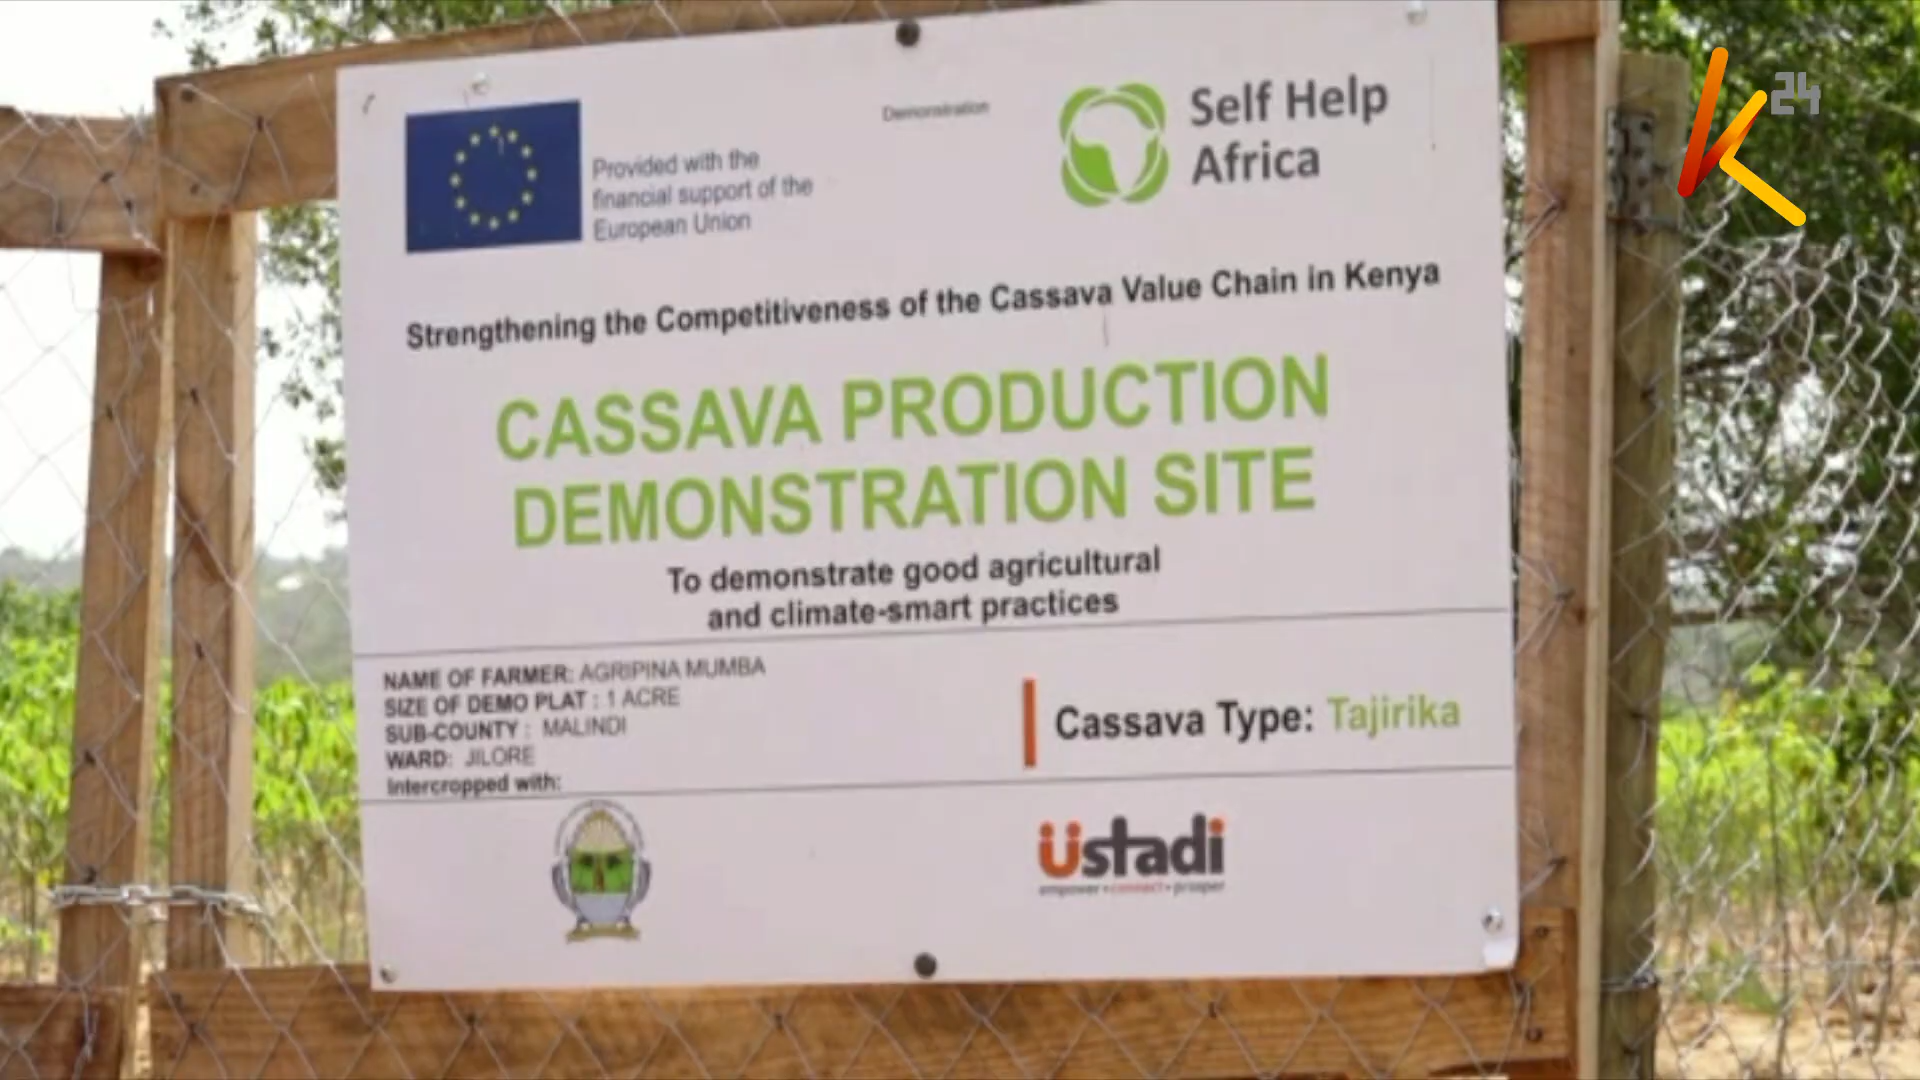 Provided with the
financial support of the
European Union
Demonstration
Self Help
Africa
K24
Strengthening the Competitiveness of the Cassava Value Chain in Kenya
CASSAVA PRODUCTION
DEMONSTRATION SITE
To demonstrate good agricultural
and climate-smart practices
NAME OF FARMER: AGRIPINA MUMBA
SIZE OF DEMO PLAT : 1 ACRE
SUB-COUNTY : MALINDI
WARD: JILORE
Intercropped with:
Cassava Type: Tajirika
Ustadi
empower • connect • prosper